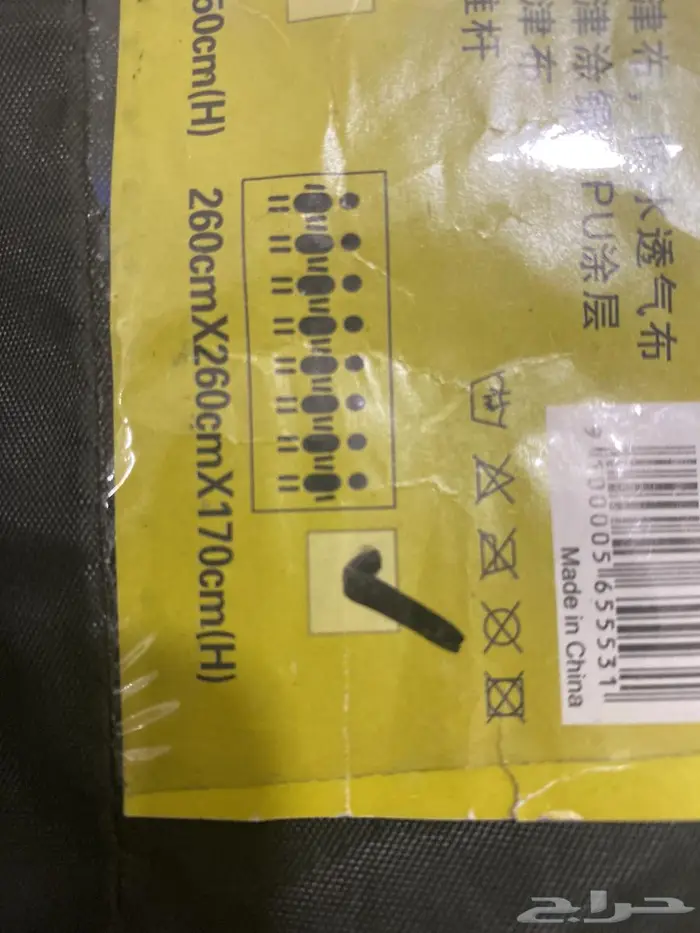 津布，防水透气布
津涂银 PU涂层
津布
杆
655531
Made in China
50cm(H)
260cmX260cmX170cm(H)
حراج